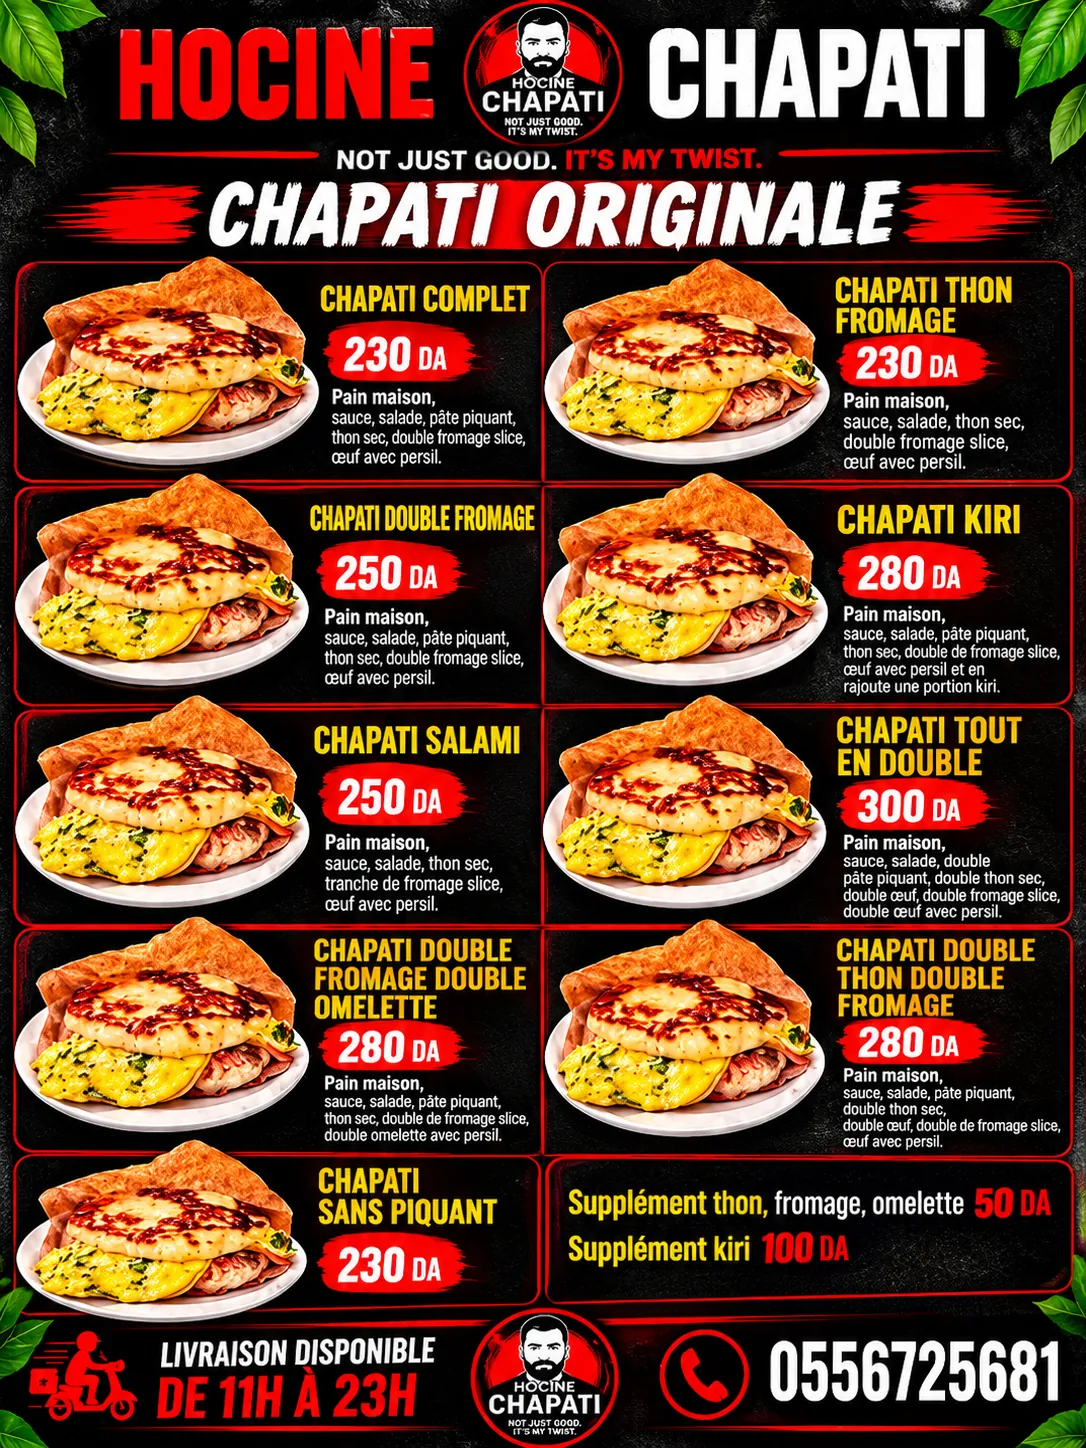 HOCINE
CHAPATI
HOCINE
CHAPATI
NOT JUST GOOD.
IT'S MY TWIST.
NOT JUST GOOD. IT'S MY TWIST.
CHAPATI ORIGINALE
CHAPATI COMPLET
230 DA
Pain maison,
sauce, salade, pâte piquant,
thon sec, double fromage slice,
œuf avec persil.
CHAPATI THON
FROMAGE
230 DA
Pain maison,
sauce, salade, thon sec,
double fromage slice,
œuf avec persil.
CHAPATI DOUBLE FROMAGE
250 DA
Pain maison,
sauce, salade, pâte piquant,
thon sec, double fromage slice,
œuf avec persil.
CHAPATI KIRI
280 DA
Pain maison,
sauce, salade, pâte piquant,
thon sec, double de fromage slice,
œuf avec persil et en
rajoute une portion kiri.
CHAPATI SALAMI
250 DA
Pain maison,
sauce, salade, thon sec,
tranche de fromage slice,
œuf avec persil.
CHAPATI TOUT
EN DOUBLE
300 DA
Pain maison,
sauce, salade, double
pâte piquant, double thon sec,
double œuf, double fromage slice,
double œuf avec persil.
CHAPATI DOUBLE
FROMAGE DOUBLE
OMELETTE
280 DA
Pain maison,
sauce, salade, pâte piquant,
thon sec, double de fromage slice,
double omelette avec persil.
CHAPATI DOUBLE
THON DOUBLE
FROMAGE
280 DA
Pain maison,
sauce, salade, pâte piquant,
double thon sec,
double œuf, double de fromage slice,
œuf avec persil.
CHAPATI
SANS PIQUANT
230 DA
Supplément thon, fromage, omelette 50 DA
Supplément kiri 100 DA
LIVRAISON DISPONIBLE
DE 11H À 23H
HOCINE
CHAPATI
NOT JUST GOOD.
IT'S MY TWIST.
0556725681